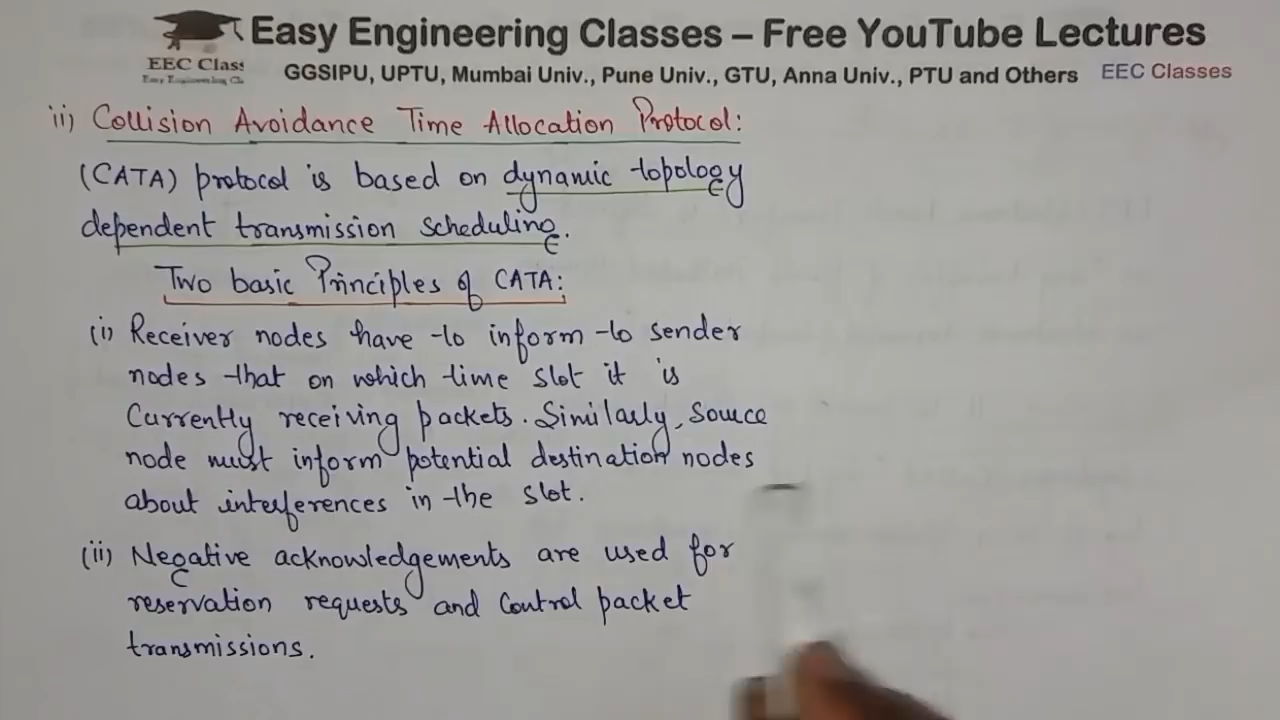 Easy Engineering Classes – Free YouTube Lectures
EEC Class
GGSIPU, UPTU, Mumbai Univ., Pune Univ., GTU, Anna Univ., PTU and Others
EEC Classes
Easy Engineering Cl
ii) Collision Avoidance Time Allocation Protocol:
(CATA) protocol is based on dynamic topology
dependent transmission scheduling.
Two basic Principles of CATA:
(i) Receiver nodes have to inform to sender
nodes that on which time slot it is
Currently receiving packets. Similarly, source
node must inform potential destination nodes
about interferences in the slot.
(ii) Negative acknowledgements are used for
reservation requests and Control packet
transmissions.